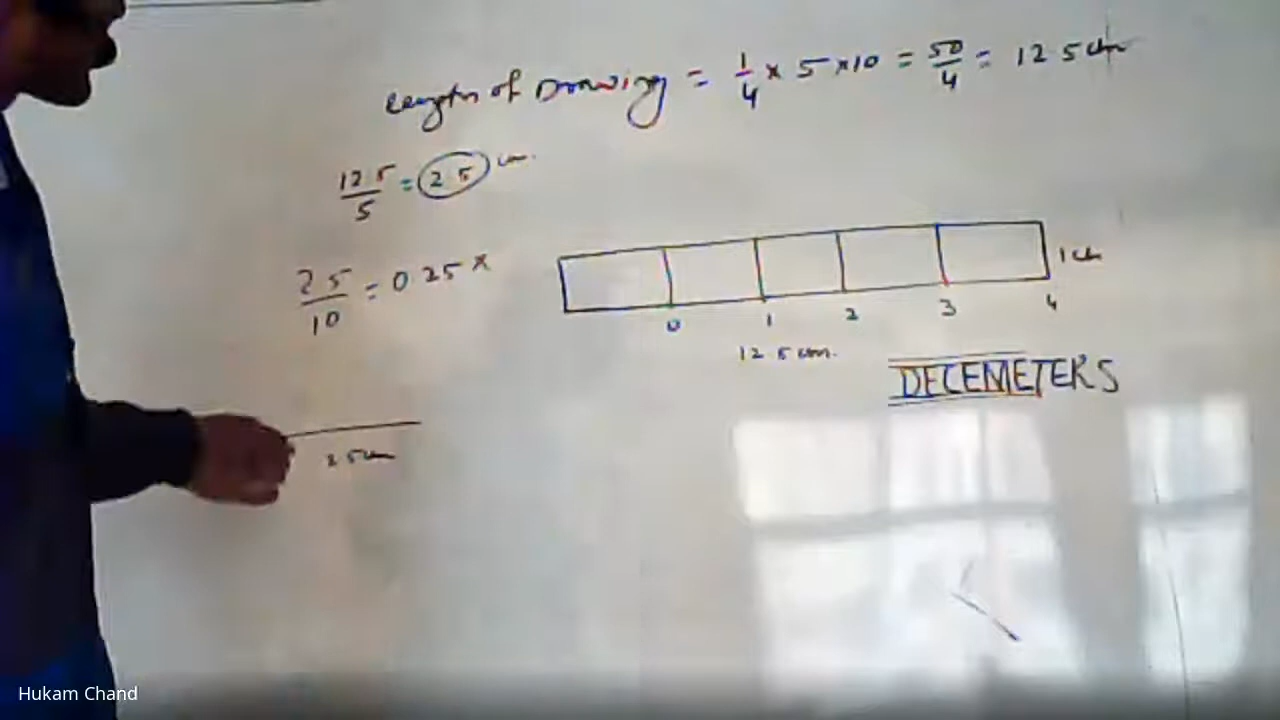 length of Drawing = 1/4 × 5 × 10 = 50/4 = 12 5 cm
12 5/5 = 2 5 cm.
2 5/10 = 0 25 ×
1 cm
0 1 2 3 4
12 5 cm.
DECEMETERS
2 5 cm
Hukam Chand